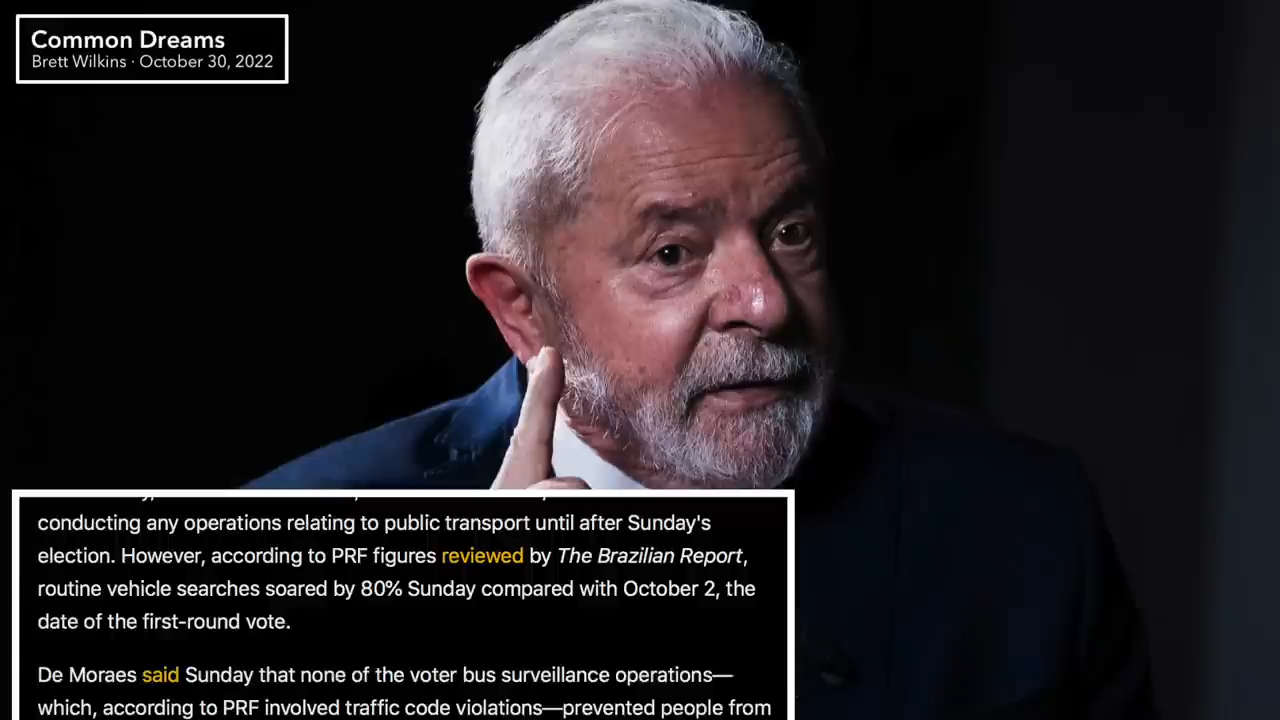 Common Dreams
Brett Wilkins · October 30, 2022
conducting any operations relating to public transport until after Sunday's
election. However, according to PRF figures reviewed by The Brazilian Report,
routine vehicle searches soared by 80% Sunday compared with October 2, the
date of the first-round vote.
De Moraes said Sunday that none of the voter bus surveillance operations—
which, according to PRF involved traffic code violations—prevented people from